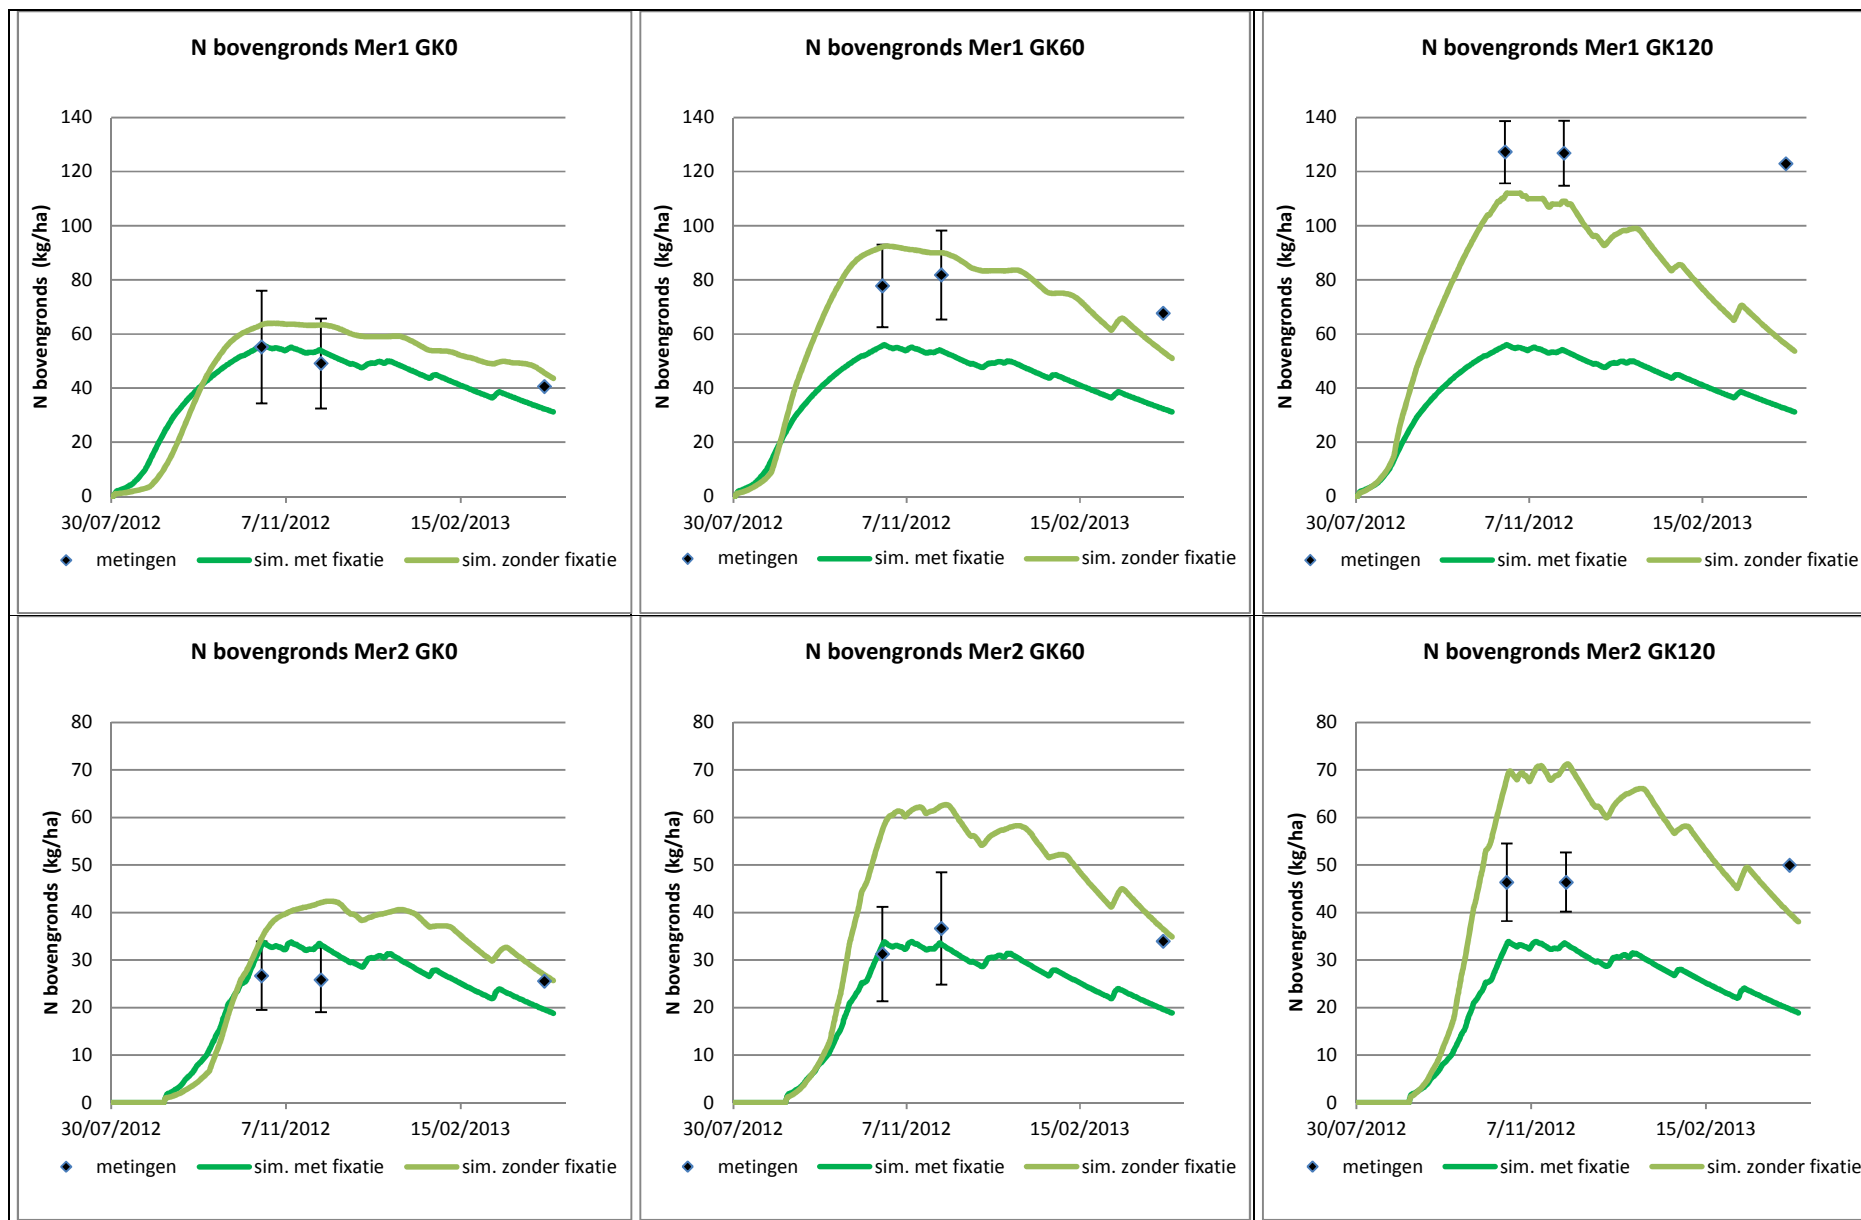 N bovengronds Mer1 GK0
N bovengronds (kg/ha)
140
120
100
80
60
40
20
0
30/07/2012 7/11/2012 15/02/2013
metingen sim. met fixatie sim. zonder fixatie
N bovengronds Mer1 GK60
N bovengronds (kg/ha)
140
120
100
80
60
40
20
0
30/07/2012 7/11/2012 15/02/2013
metingen sim. met fixatie sim. zonder fixatie
N bovengronds Mer1 GK120
N bovengronds (kg/ha)
140
120
100
80
60
40
20
0
30/07/2012 7/11/2012 15/02/2013
metingen sim. met fixatie sim. zonder fixatie
N bovengronds Mer2 GK0
N bovengronds (kg/ha)
80
70
60
50
40
30
20
10
0
30/07/2012 7/11/2012 15/02/2013
metingen sim. met fixatie sim. zonder fixatie
N bovengronds Mer2 GK60
N bovengronds (kg/ha)
80
70
60
50
40
30
20
10
0
30/07/2012 7/11/2012 15/02/2013
metingen sim. met fixatie sim. zonder fixatie
N bovengronds Mer2 GK120
N bovengronds (kg/ha)
80
70
60
50
40
30
20
10
0
30/07/2012 7/11/2012 15/02/2013
metingen sim. met fixatie sim. zonder fixatie